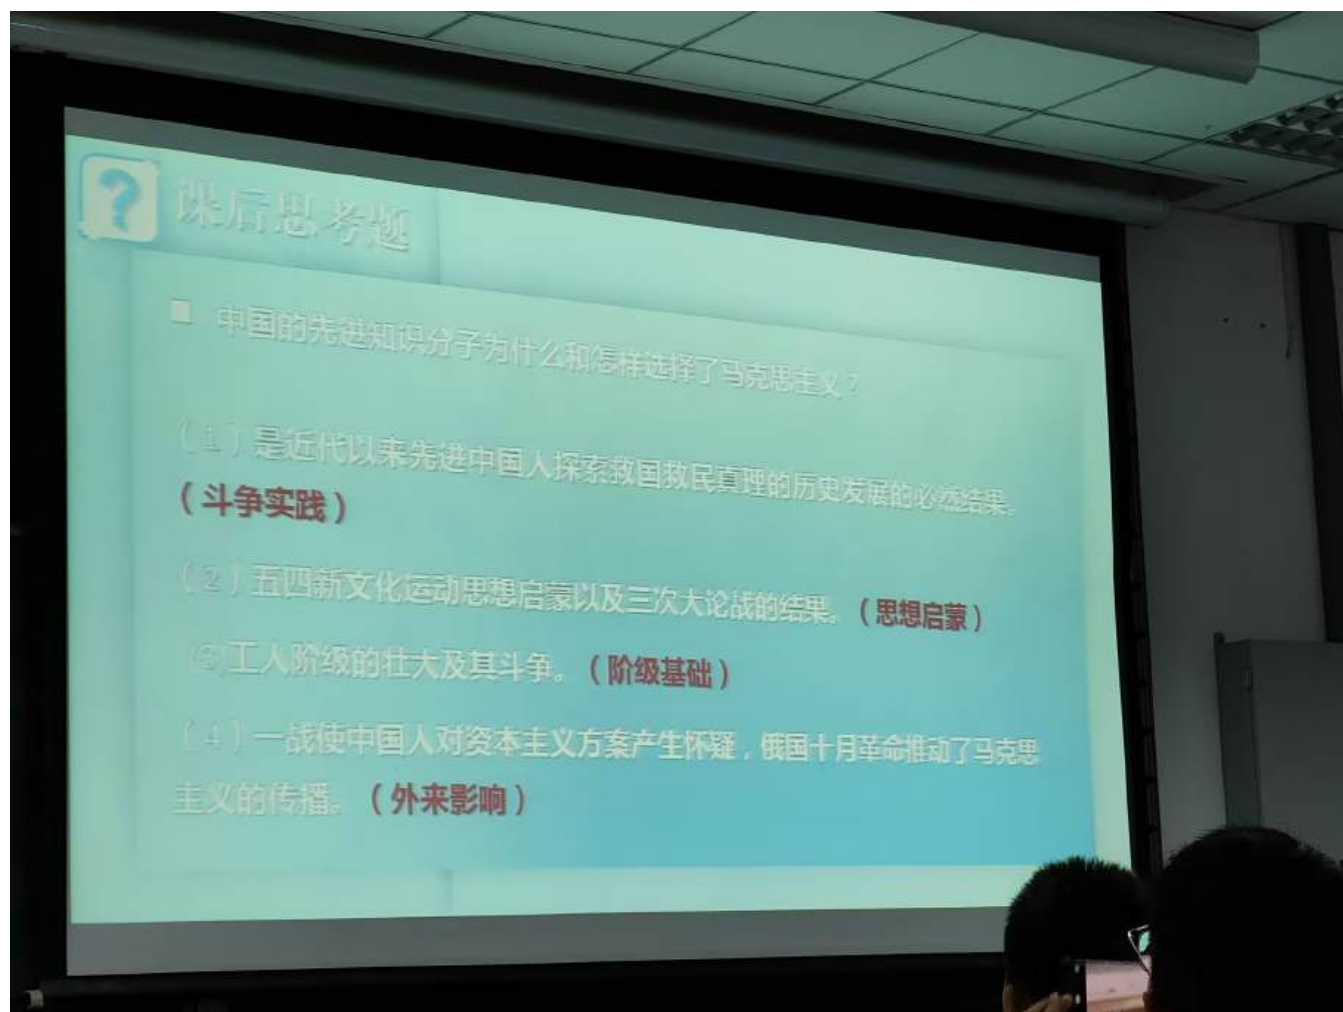 ?
课后思考题
中国的先进知识分子为什么和怎样选择了马克思主义?
(1)是近代以来先进中国人探索救国救民真理的历史发展的必然结果。
(斗争实践)
(2)五四新文化运动思想启蒙以及三次大论战的结果。(思想启蒙)
(3)工人阶级的壮大及其斗争。(阶级基础)
(4)一战使中国人对资本主义方案产生怀疑,俄国十月革命推动了马克思
主义的传播。(外来影响)